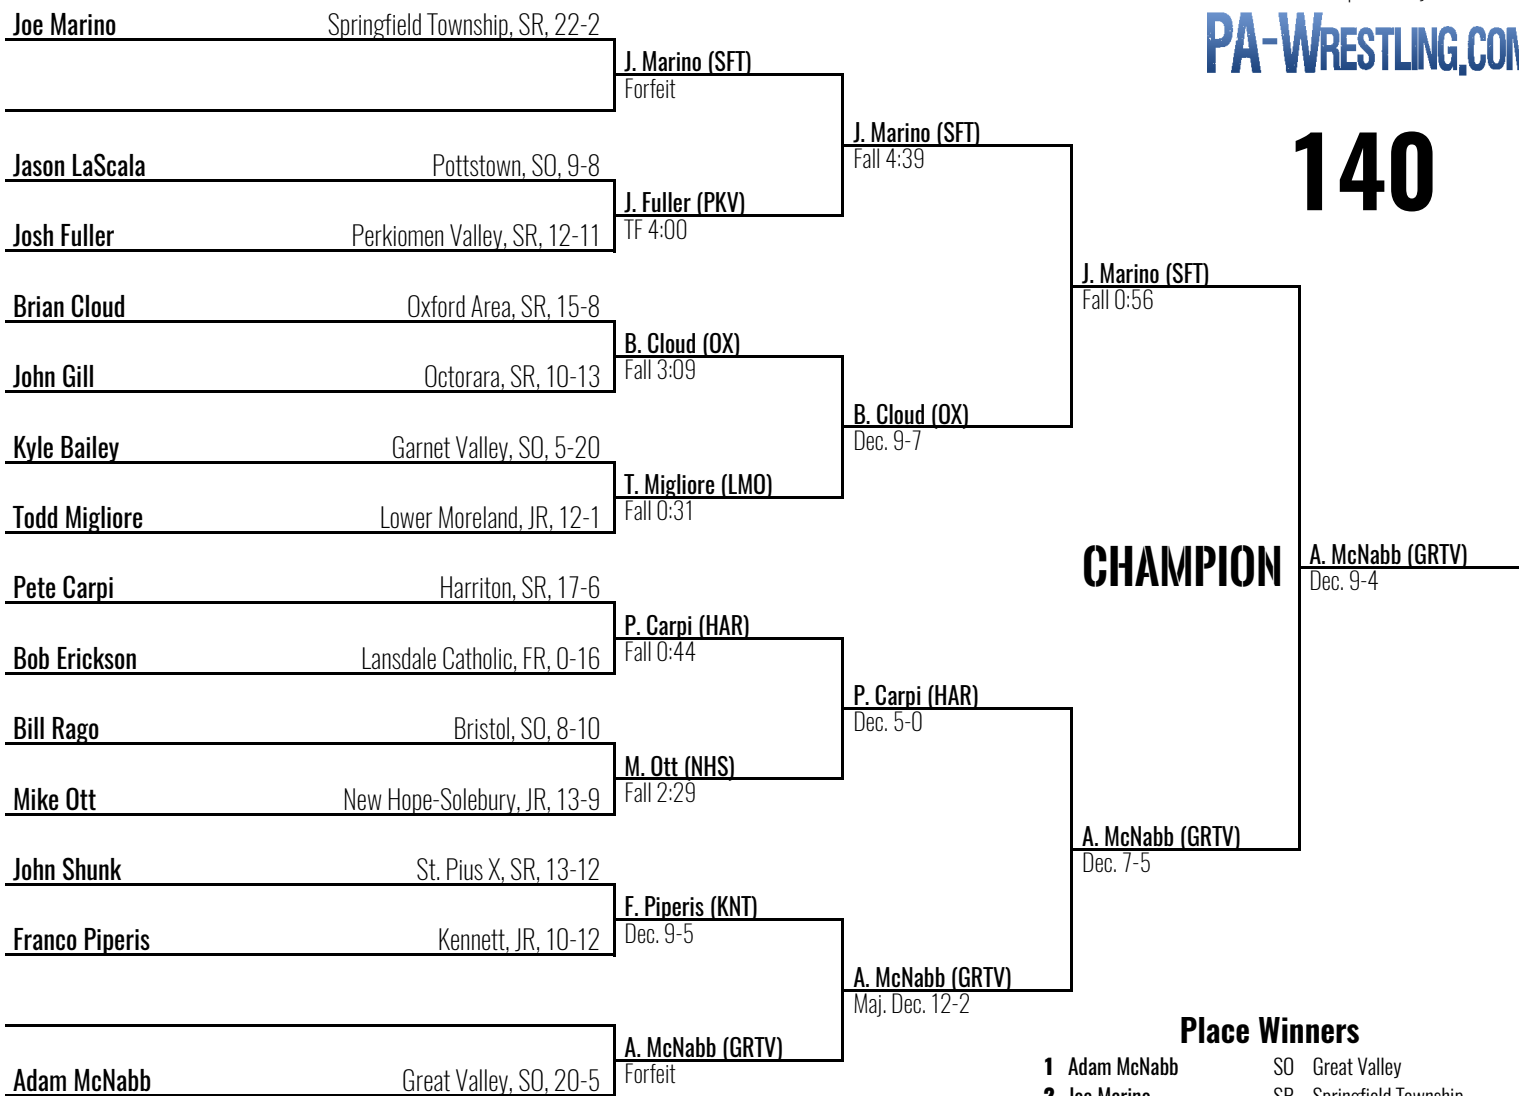 PA-WRESTLING.COM
140
Joe Marino Springfield Township, SR, 22-2
J. Marino (SFT)
Forfeit
J. Marino (SFT)
Fall 4:39
Jason LaScala Pottstown, SO, 9-8
J. Fuller (PKV)
TF 4:00
Josh Fuller Perkiomen Valley, SR, 12-11
J. Marino (SFT)
Fall 0:56
Brian Cloud Oxford Area, SR, 15-8
B. Cloud (OX)
Fall 3:09
John Gill Octorara, SR, 10-13
B. Cloud (OX)
Dec. 9-7
Kyle Bailey Garnet Valley, SO, 5-20
T. Migliore (LMO)
Fall 0:31
Todd Migliore Lower Moreland, JR, 12-1
CHAMPION
A. McNabb (GRTV)
Dec. 9-4
Pete Carpi Harriton, SR, 17-6
P. Carpi (HAR)
Fall 0:44
Bob Erickson Lansdale Catholic, FR, 0-16
P. Carpi (HAR)
Dec. 5-0
Bill Rago Bristol, SO, 8-10
M. Ott (NHS)
Fall 2:29
Mike Ott New Hope-Solebury, JR, 13-9
A. McNabb (GRTV)
Dec. 7-5
John Shunk St. Pius X, SR, 13-12
F. Piperis (KNT)
Dec. 9-5
Franco Piperis Kennett, JR, 10-12
A. McNabb (GRTV)
Maj. Dec. 12-2
A. McNabb (GRTV)
Forfeit
Adam McNabb Great Valley, SO, 20-5
Place Winners
1 Adam McNabb SO Great Valley
2 Joe Marino SR Springfield Township